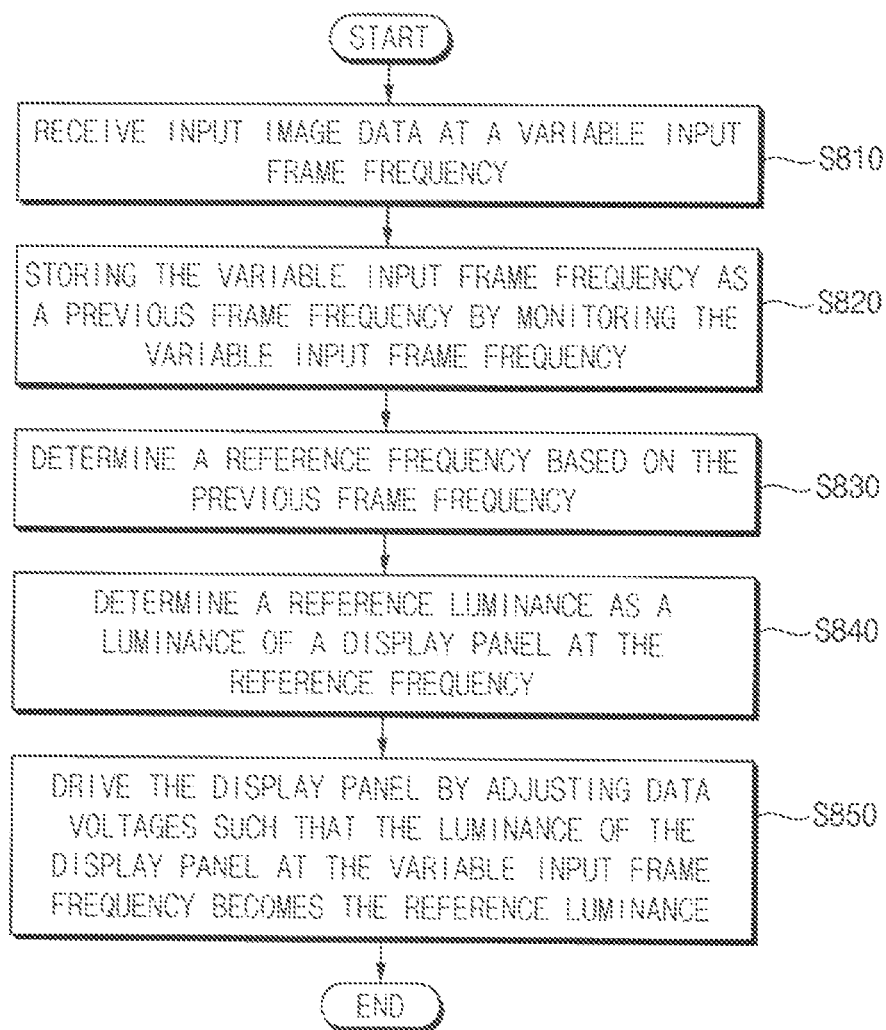 START
RECEIVE INPUT IMAGE DATA AT A VARIABLE INPUT
FRAME FREQUENCY
S810
STORING THE VARIABLE INPUT FRAME FREQUENCY AS
A PREVIOUS FRAME FREQUENCY BY MONITORING THE
VARIABLE INPUT FRAME FREQUENCY
S820
DETERMINE A REFERENCE FREQUENCY BASED ON THE
PREVIOUS FRAME FREQUENCY
S830
DETERMINE A REFERENCE LUMINANCE AS A
LUMINANCE OF A DISPLAY PANEL AT THE
REFERENCE FREQUENCY
S840
DRIVE THE DISPLAY PANEL BY ADJUSTING DATA
VOLTAGES SUCH THAT THE LUMINANCE OF THE
DISPLAY PANEL AT THE VARIABLE INPUT FRAME
FREQUENCY BECOMES THE REFERENCE LUMINANCE
S850
END